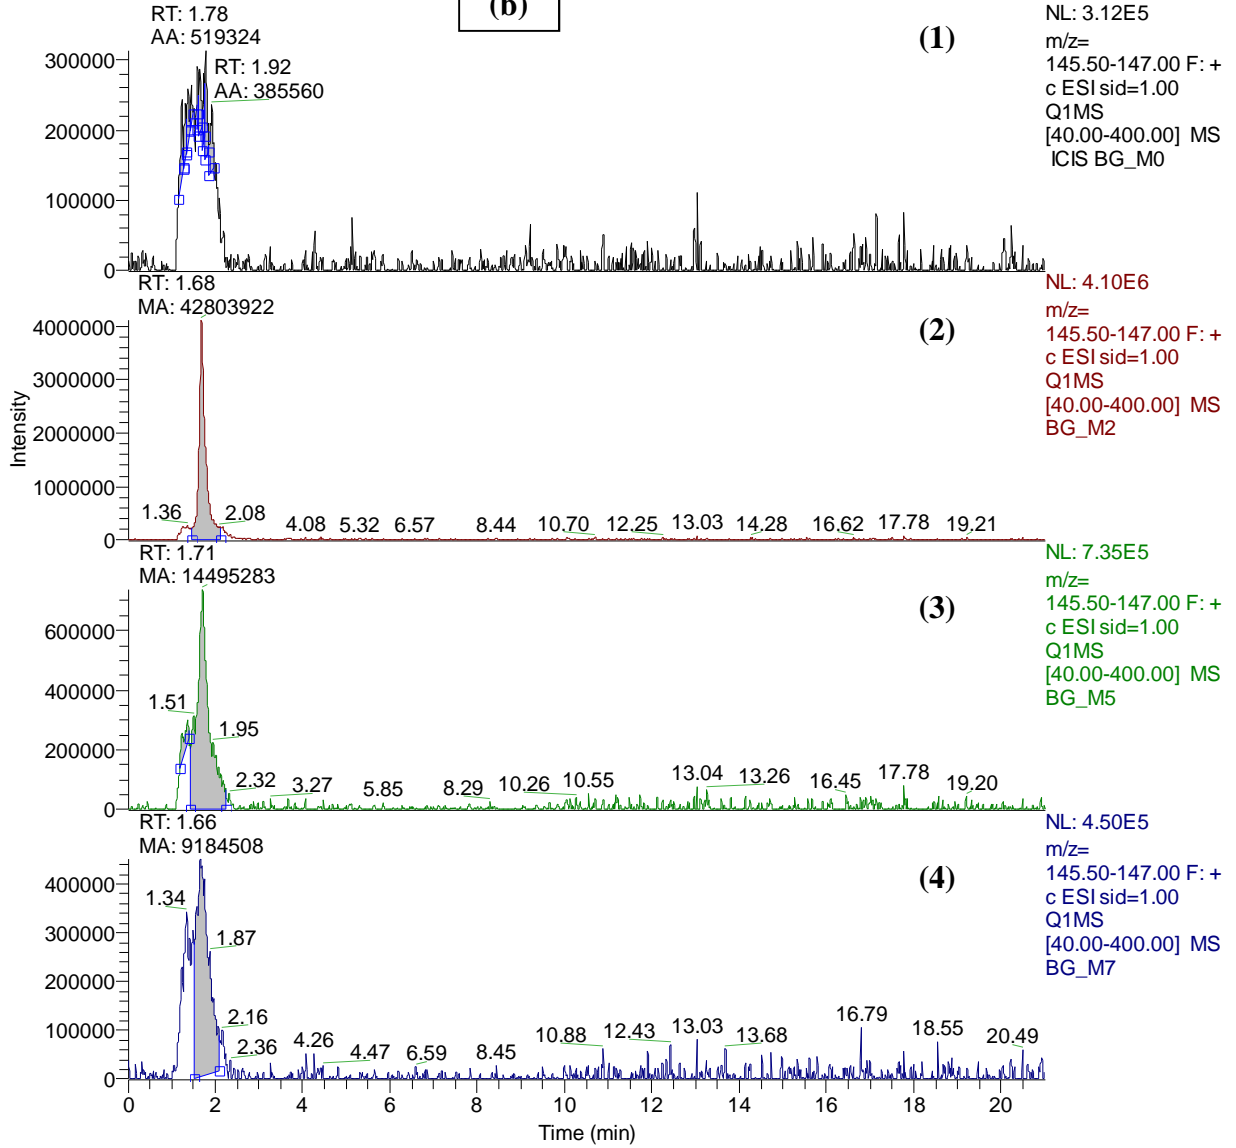 (b)
RT: 1.78
AA: 519324
RT: 1.92
AA: 385560
(1)
NL: 3.12E5
m/z=
145.50-147.00 F: +
c ESI sid=1.00
Q1MS
[40.00-400.00] MS
ICIS BG_M0
300000
200000
100000
0
RT: 1.68
MA: 42803922
(2)
NL: 4.10E6
m/z=
145.50-147.00 F: +
c ESI sid=1.00
Q1MS
[40.00-400.00] MS
BG_M2
4000000
3000000
2000000
1000000
0
1.36
2.08
4.08
5.32
6.57
8.44
10.70
12.25
13.03
14.28
16.62
17.78
19.21
Intensity
RT: 1.71
MA: 14495283
(3)
NL: 7.35E5
m/z=
145.50-147.00 F: +
c ESI sid=1.00
Q1MS
[40.00-400.00] MS
BG_M5
600000
400000
200000
0
1.51
1.95
2.32
3.27
5.85
8.29
10.26
10.55
13.04
13.26
16.45
17.78
19.20
RT: 1.66
MA: 9184508
(4)
NL: 4.50E5
m/z=
145.50-147.00 F: +
c ESI sid=1.00
Q1MS
[40.00-400.00] MS
BG_M7
400000
300000
200000
100000
0
1.34
1.87
2.16
2.36
4.26
4.47
6.59
8.45
10.88
12.43
13.03
13.68
16.79
18.55
20.49
0 2 4 6 8 10 12 14 16 18 20
Time (min)